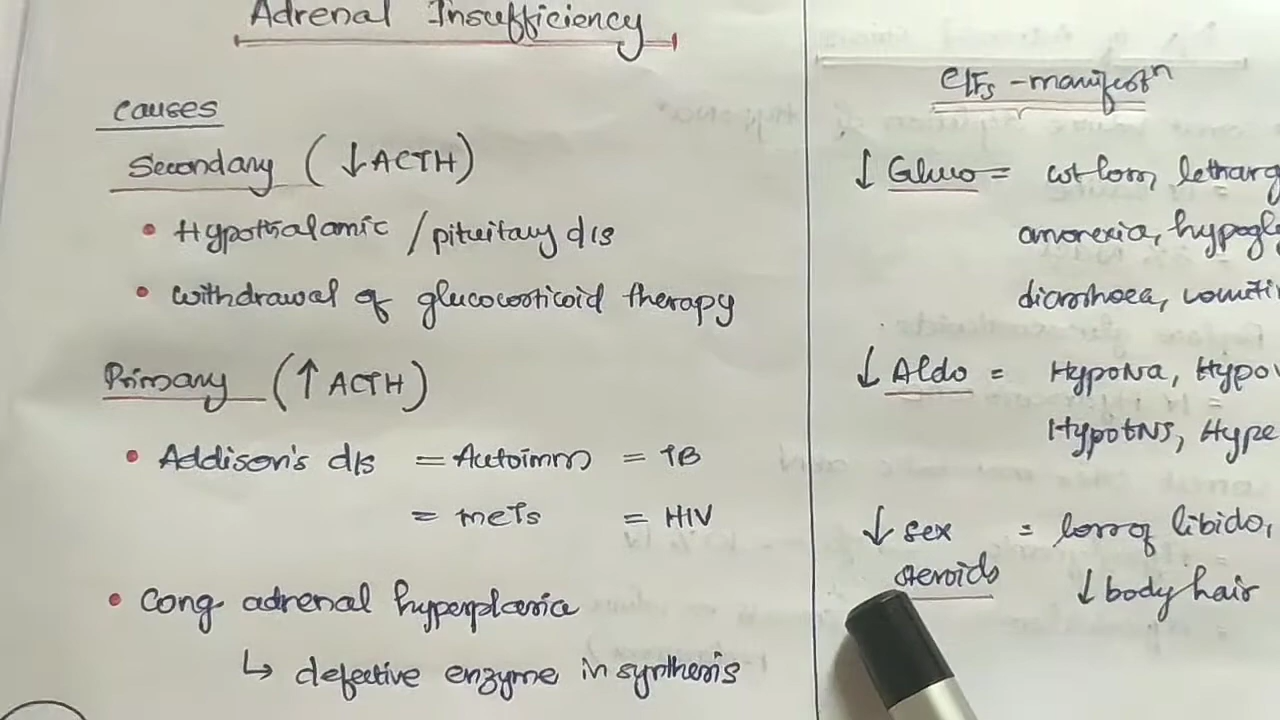 Adrenal Insufficiency
Causes
Secondary (↓ ACTH)
• Hypothalamic / pituitary dis
• withdrawal of glucocorticoid therapy
Primary (↑ ACTH)
• Addison's dis = Autoimm = TB
= mets = HIV
• Cong adrenal hyperplasia
↳ defective enzyme in synthesis
C/Fs - manifestn
↓ Gluco = wt loss, letharg
anorexia, hypogl
diarrhoea, vomiti
↓ Aldo = HypoNa, Hypov
HypotNS, Hype
↓ sex = loss of libido,
steroids ↓ body hair